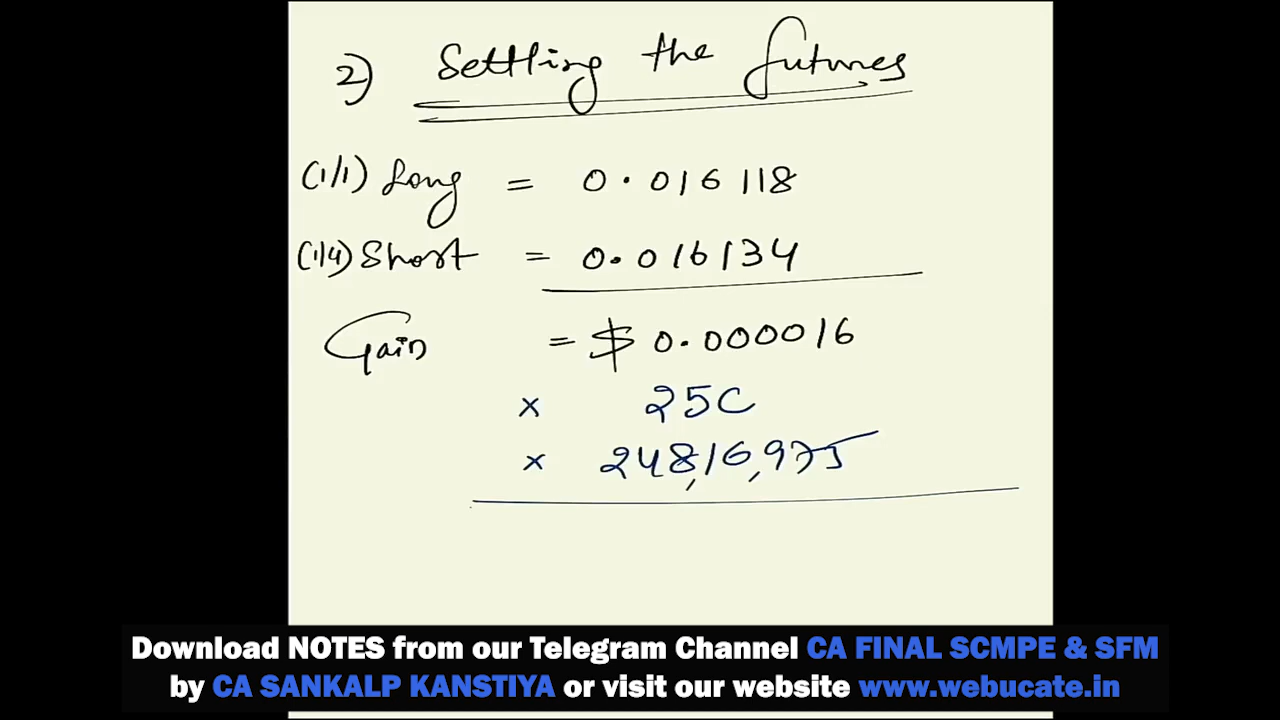 2) Settling the futures
(1/1) Long = 0.016118
(1/4) Short = 0.016134
Gain = $ 0.000016
× 25C
× 248,16,975
Download NOTES from our Telegram Channel CA FINAL SCMPE & SFM
by CA SANKALP KANSTIYA or visit our website www.webucate.in